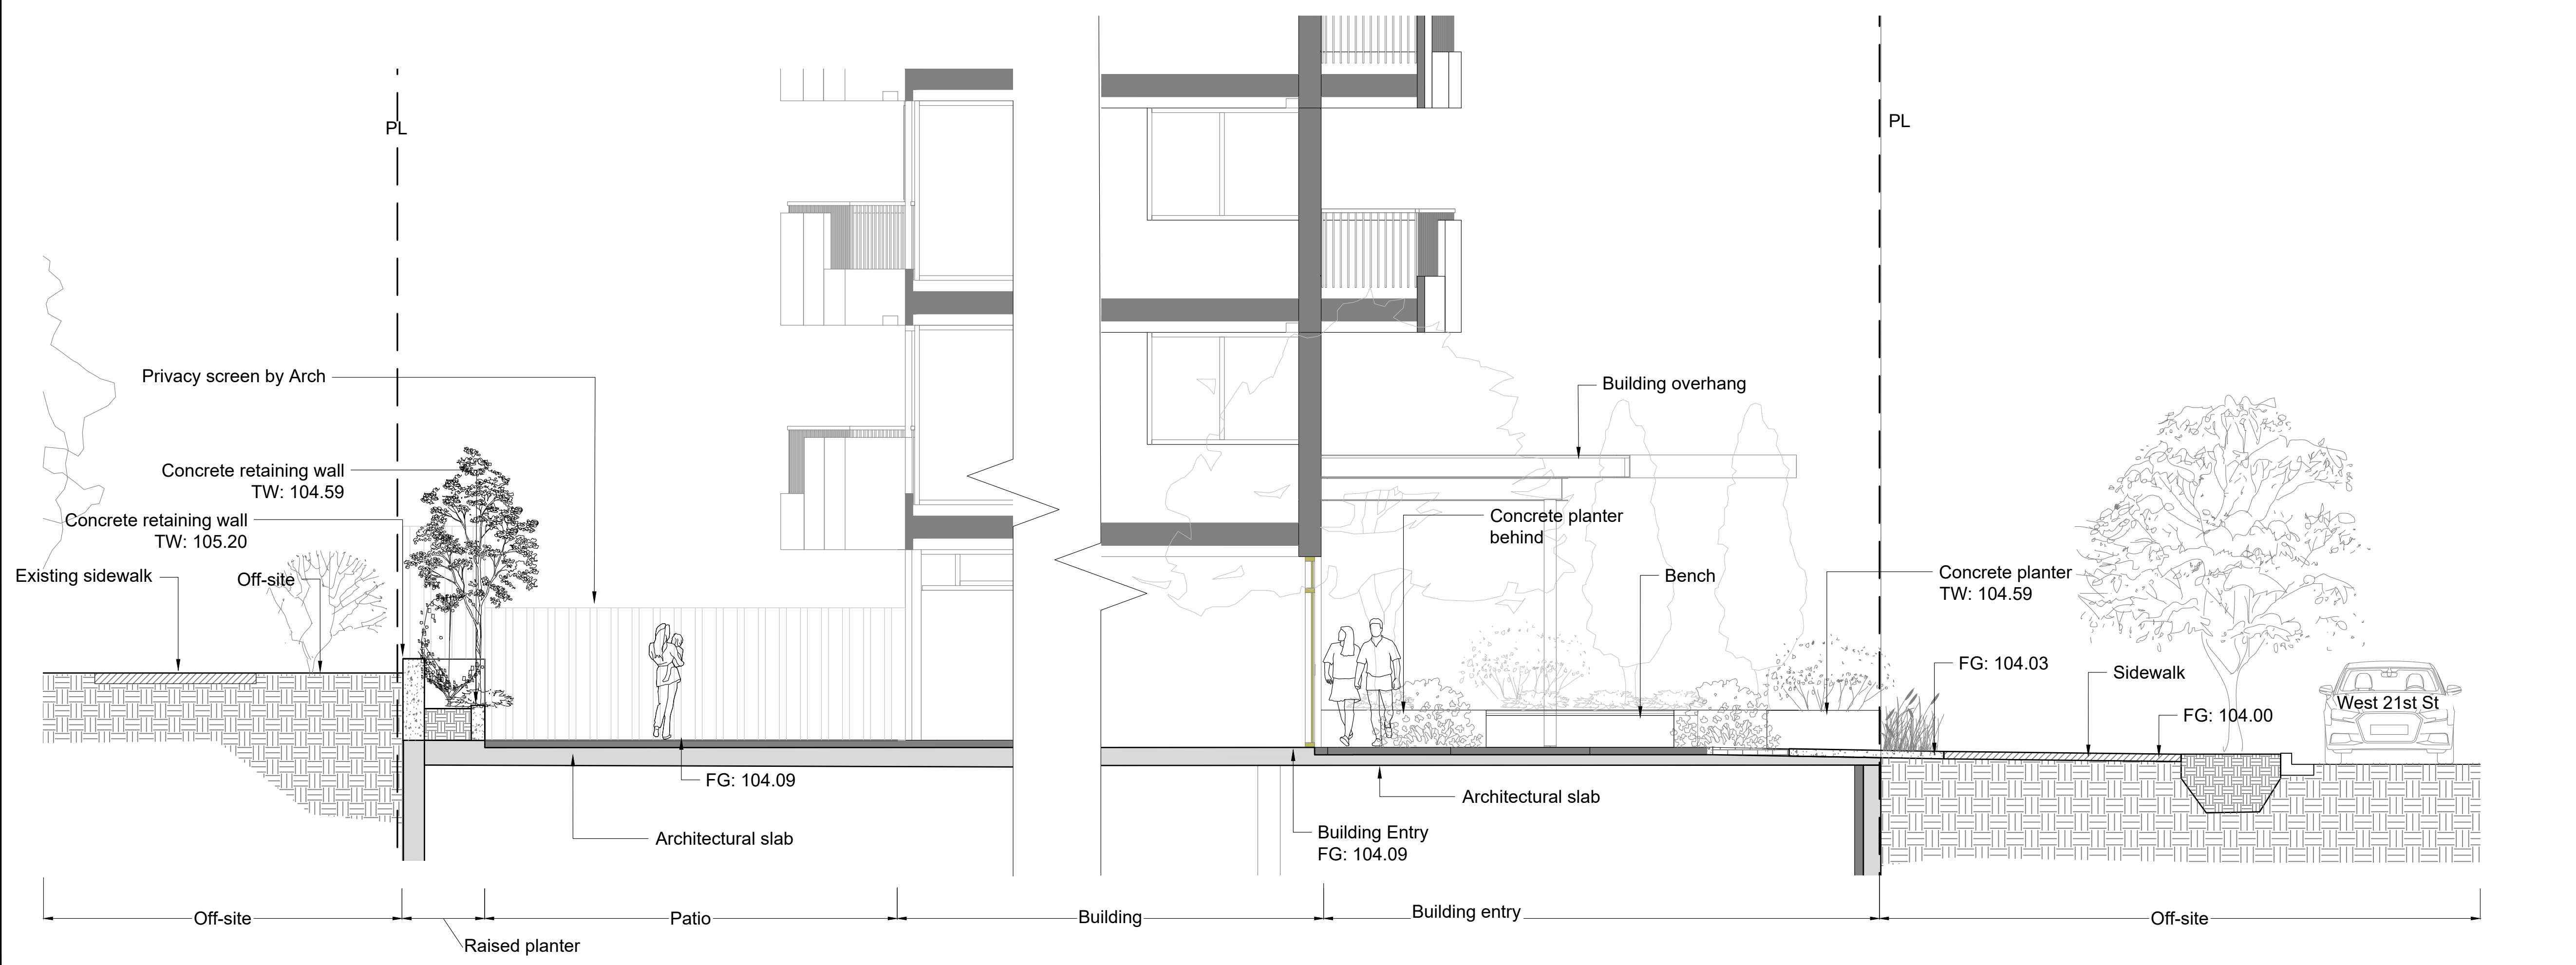 PL
PL
Privacy screen by Arch
Building overhang
Concrete retaining wall
TW: 104.59
Concrete retaining wall
TW: 105.20
Concrete planter
behind
Existing sidewalk
Off-site
Bench
Concrete planter
TW: 104.59
FG: 104.03
Sidewalk
West 21st St
FG: 104.00
FG: 104.09
Architectural slab
Architectural slab
Building Entry
FG: 104.09
Off-site
Patio
Building
Building entry
Off-site
Raised planter